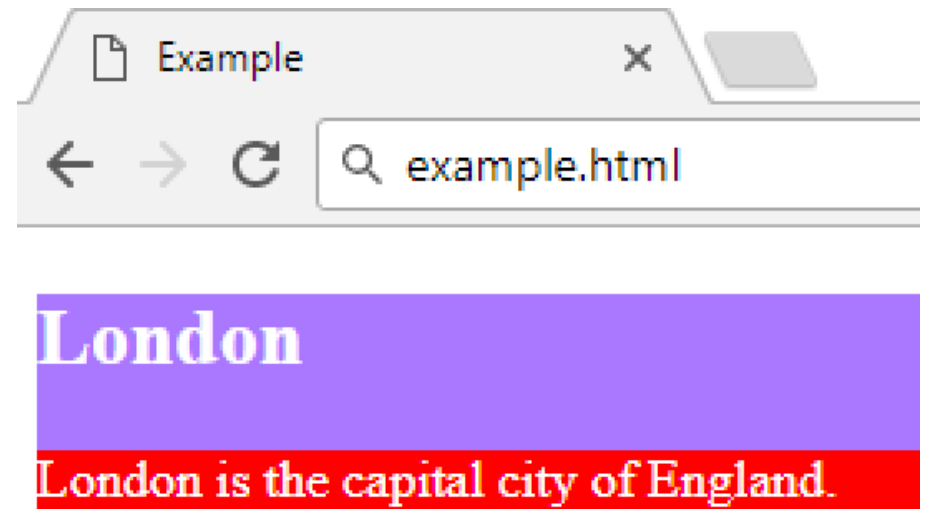 Example
example.html
London
London is the capital city of England.